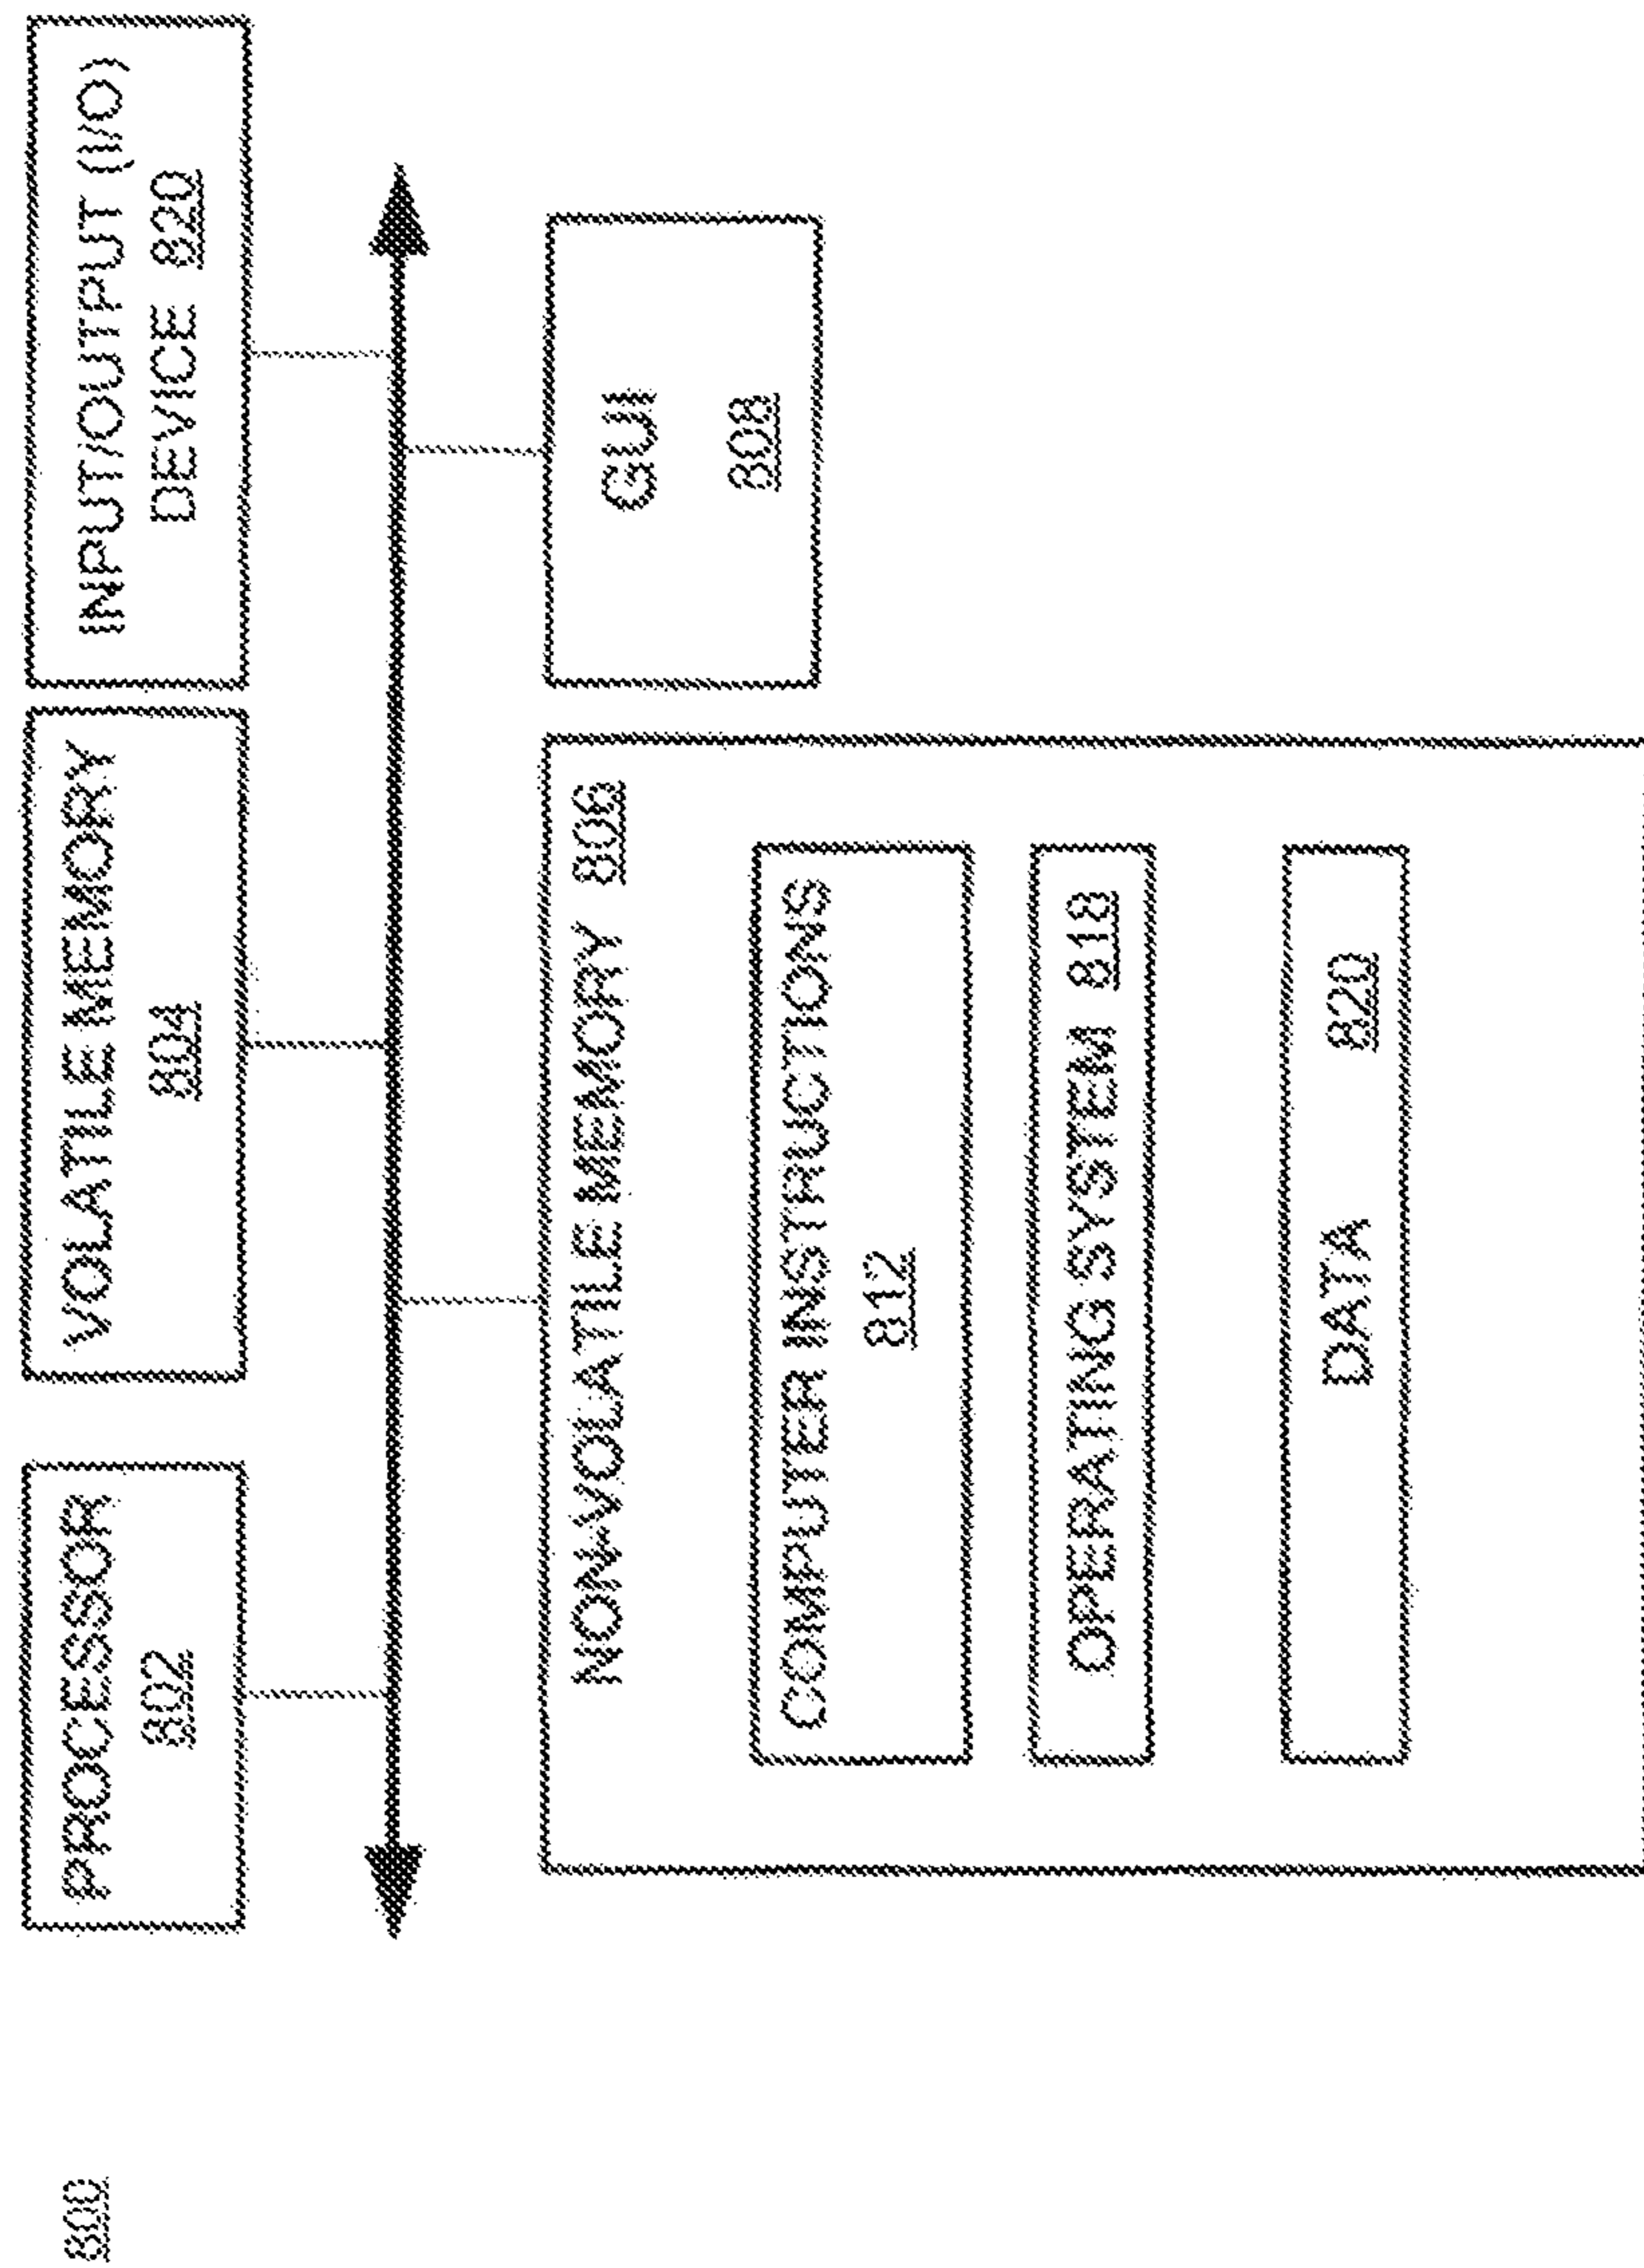 800
PROCESSOR
802
VOLATILE MEMORY
804
INPUT/OUTPUT (I/O)
DEVICE 820
NON-VOLATILE MEMORY 806
COMPUTER INSTRUCTIONS
812
OPERATING SYSTEM 818
DATA 820
GUI
808